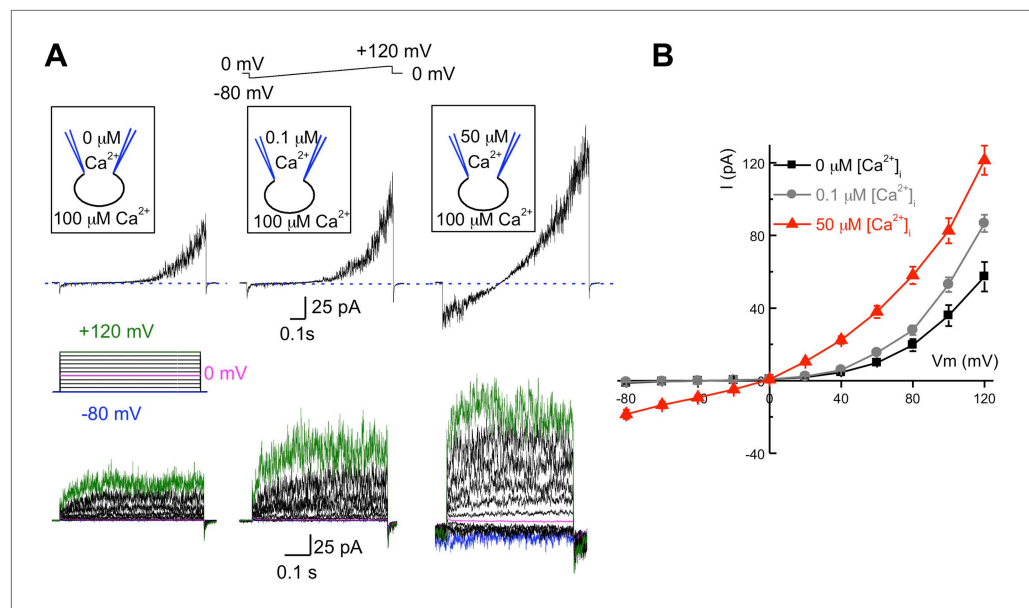 A
+120 mV
0 mV
0 mV
-80 mV
0 μM
Ca2+
100 μM Ca2+
0.1 μM
Ca2+
100 μM Ca2+
50 μM
Ca2+
100 μM Ca2+
25 pA
0.1s
+120 mV
0 mV
-80 mV
25 pA
0.1 s
B
I (pA)
120
80
40
-40
0 μM [Ca2+]i
0.1 μM [Ca2+]i
50 μM [Ca2+]i
Vm (mV)
-80
0
0
40
80
120